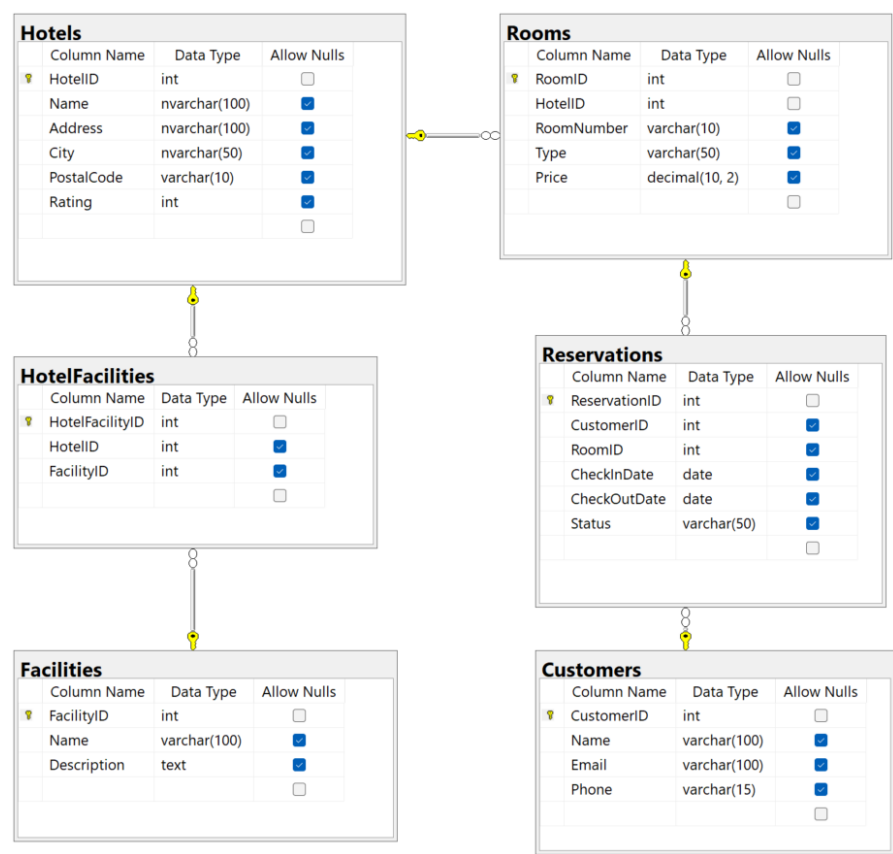 Hotels
Column Name Data Type Allow Nulls
HotelID int
Name nvarchar(100)
Address nvarchar(100)
City nvarchar(50)
PostalCode varchar(10)
Rating int
Rooms
Column Name Data Type Allow Nulls
RoomID int
HotelID int
RoomNumber varchar(10)
Type varchar(50)
Price decimal(10, 2)
HotelFacilities
Column Name Data Type Allow Nulls
HotelFacilityID int
HotelID int
FacilityID int
Reservations
Column Name Data Type Allow Nulls
ReservationID int
CustomerID int
RoomID int
CheckInDate date
CheckOutDate date
Status varchar(50)
Facilities
Column Name Data Type Allow Nulls
FacilityID int
Name varchar(100)
Description text
Customers
Column Name Data Type Allow Nulls
CustomerID int
Name varchar(100)
Email varchar(100)
Phone varchar(15)